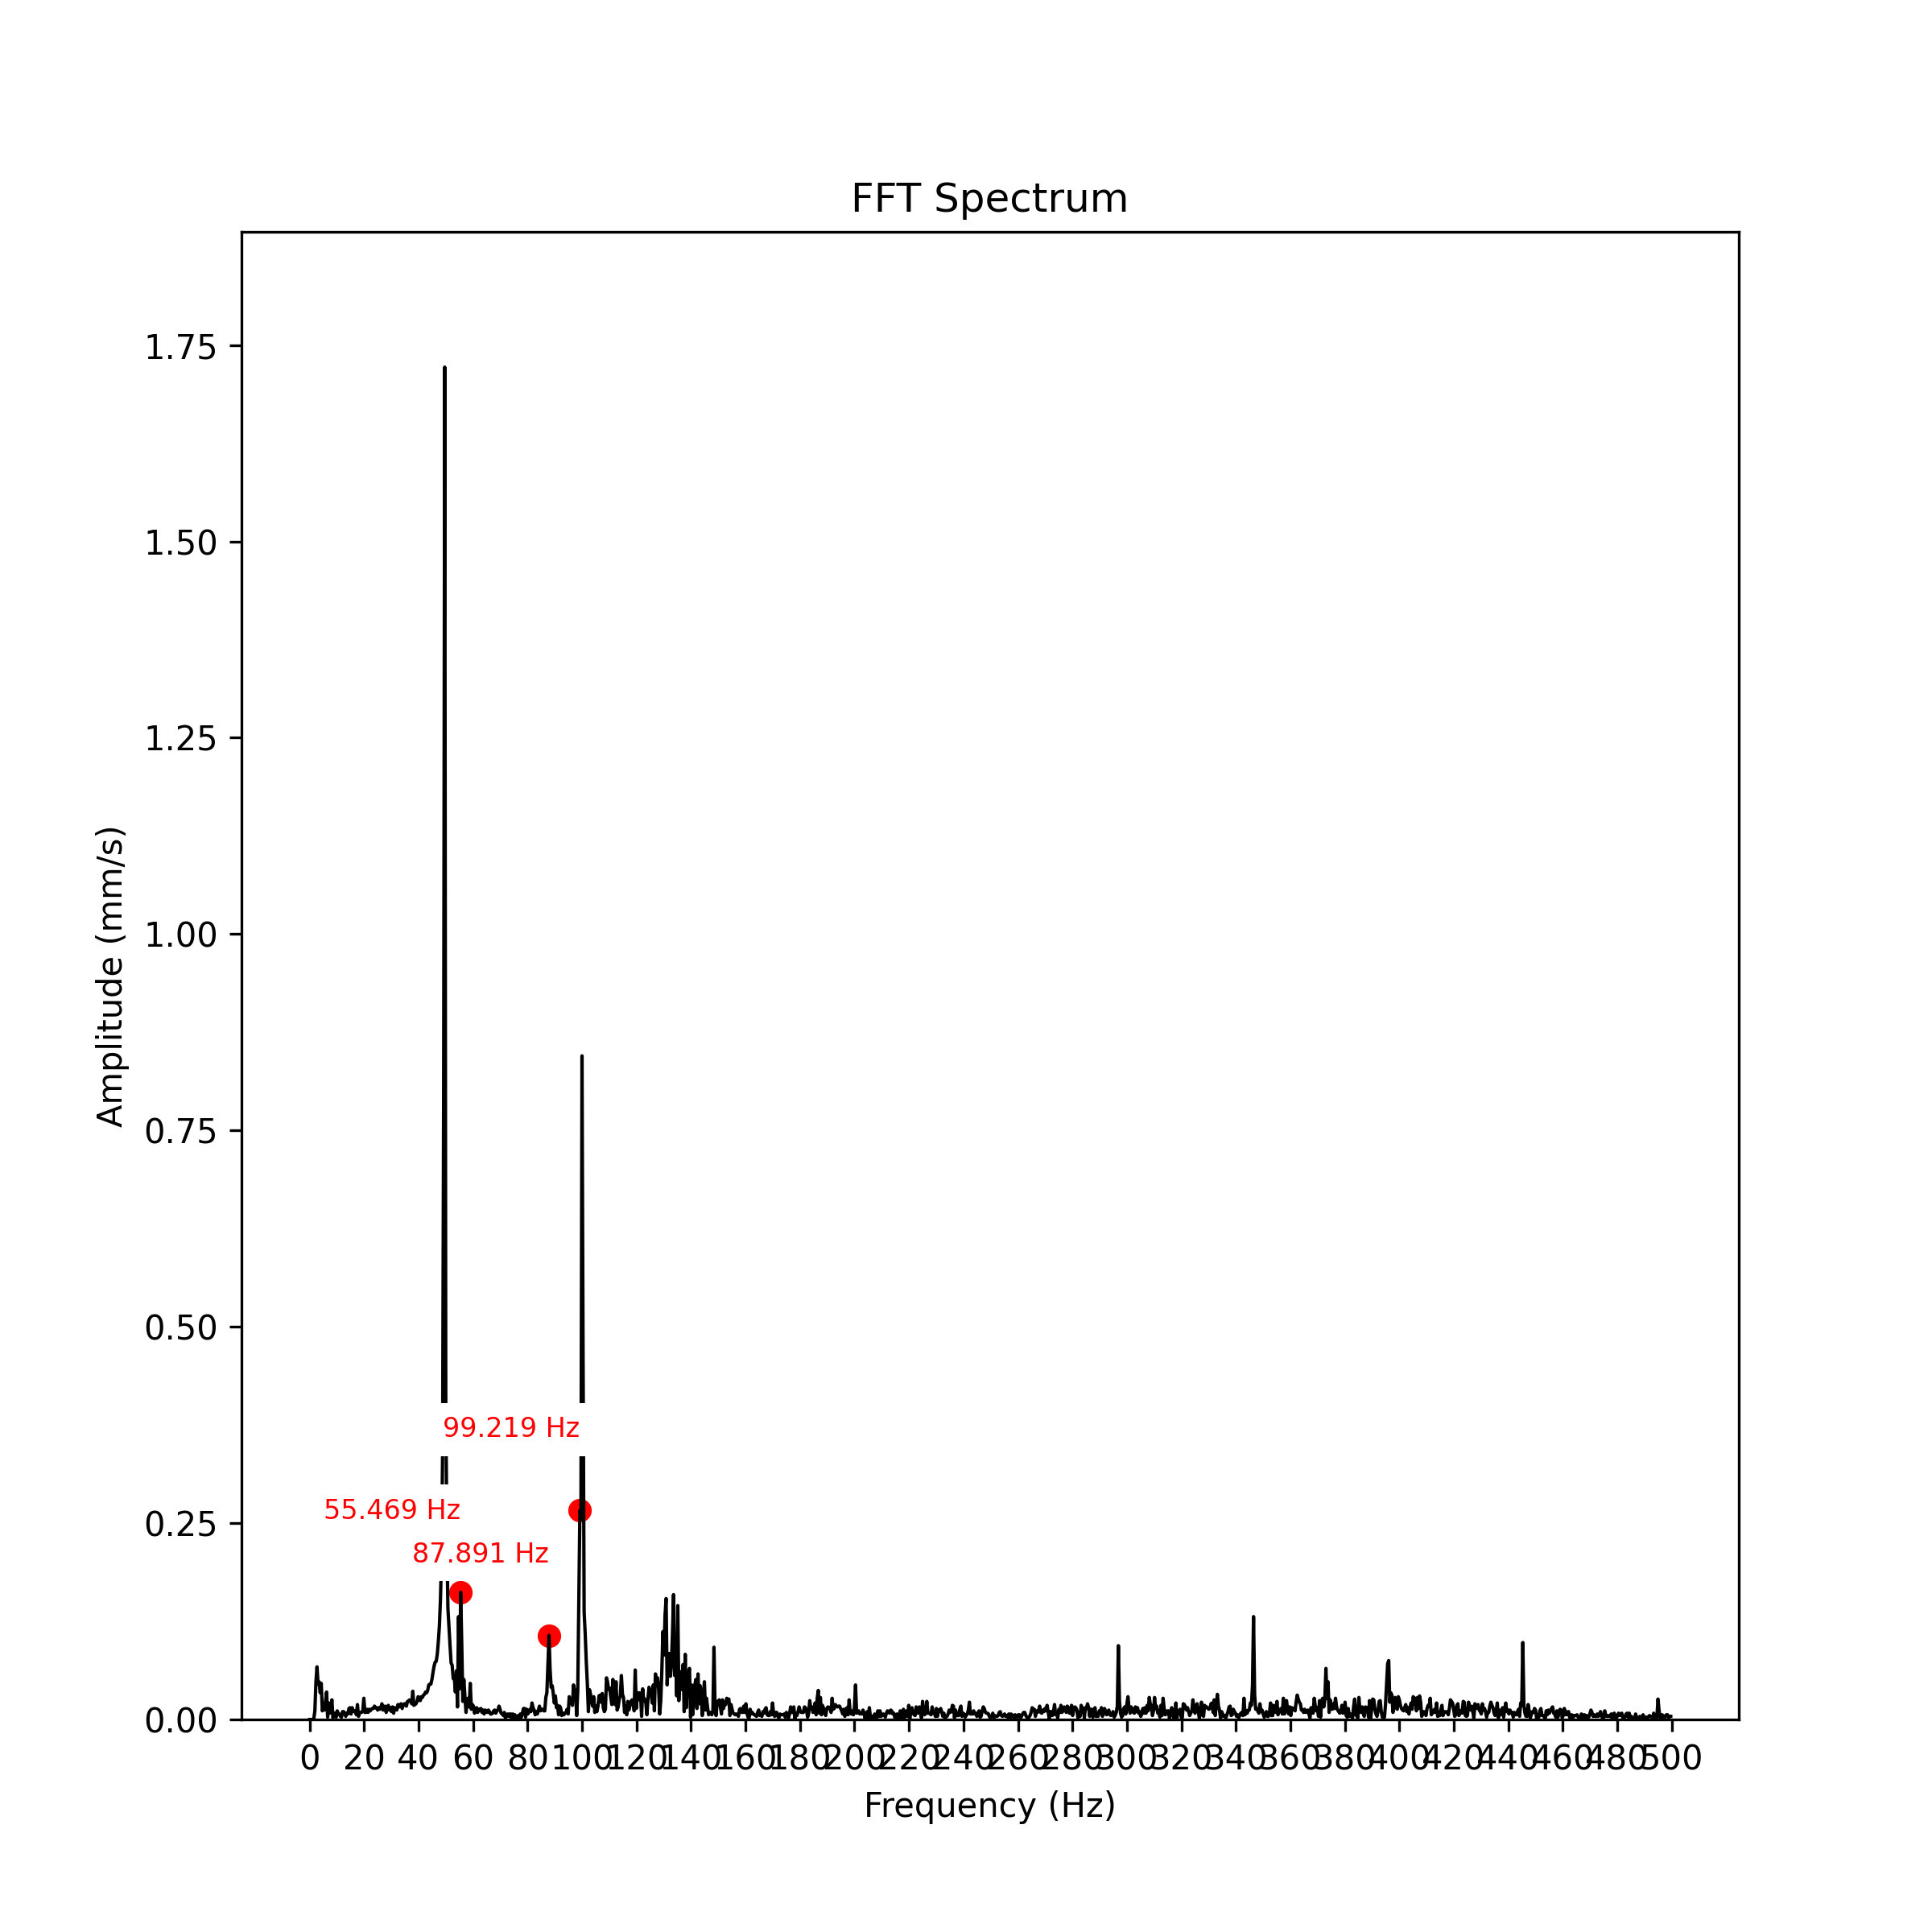 FFT Spectrum
1.75
1.50
1.25
1.00
0.75
0.50
0.25
0.00
Amplitude (mm/s)
99.219 Hz
55.469 Hz
87.891 Hz
0 20 40 60 80 100 120 140 160 180 200 220 240 260 280 300 320 340 360 380 400 420 440 460 480 500
Frequency (Hz)